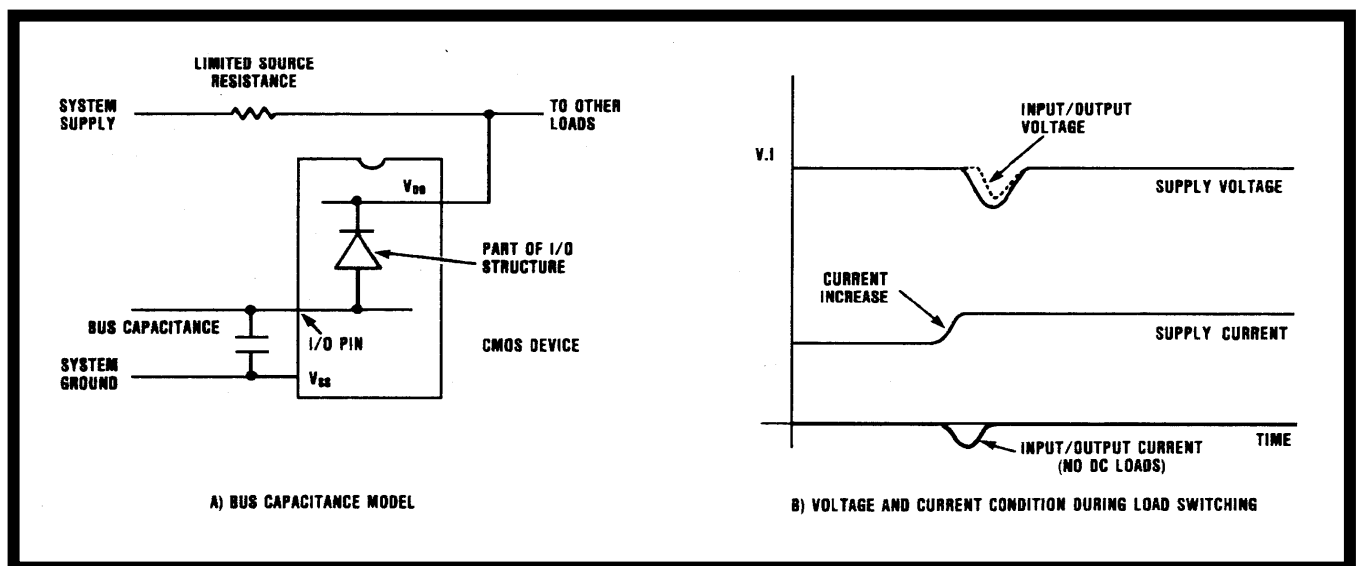 LIMITED SOURCE
RESISTANCE
SYSTEM
SUPPLY
TO OTHER
LOADS
VDD
PART OF I/O
STRUCTURE
BUS CAPACITANCE
I/O PIN
CMOS DEVICE
SYSTEM
GROUND
VSS
A) BUS CAPACITANCE MODEL
INPUT/OUTPUT
VOLTAGE
V.I
SUPPLY VOLTAGE
CURRENT
INCREASE
SUPPLY CURRENT
TIME
INPUT/OUTPUT CURRENT
(NO DC LOADS)
B) VOLTAGE AND CURRENT CONDITION DURING LOAD SWITCHING